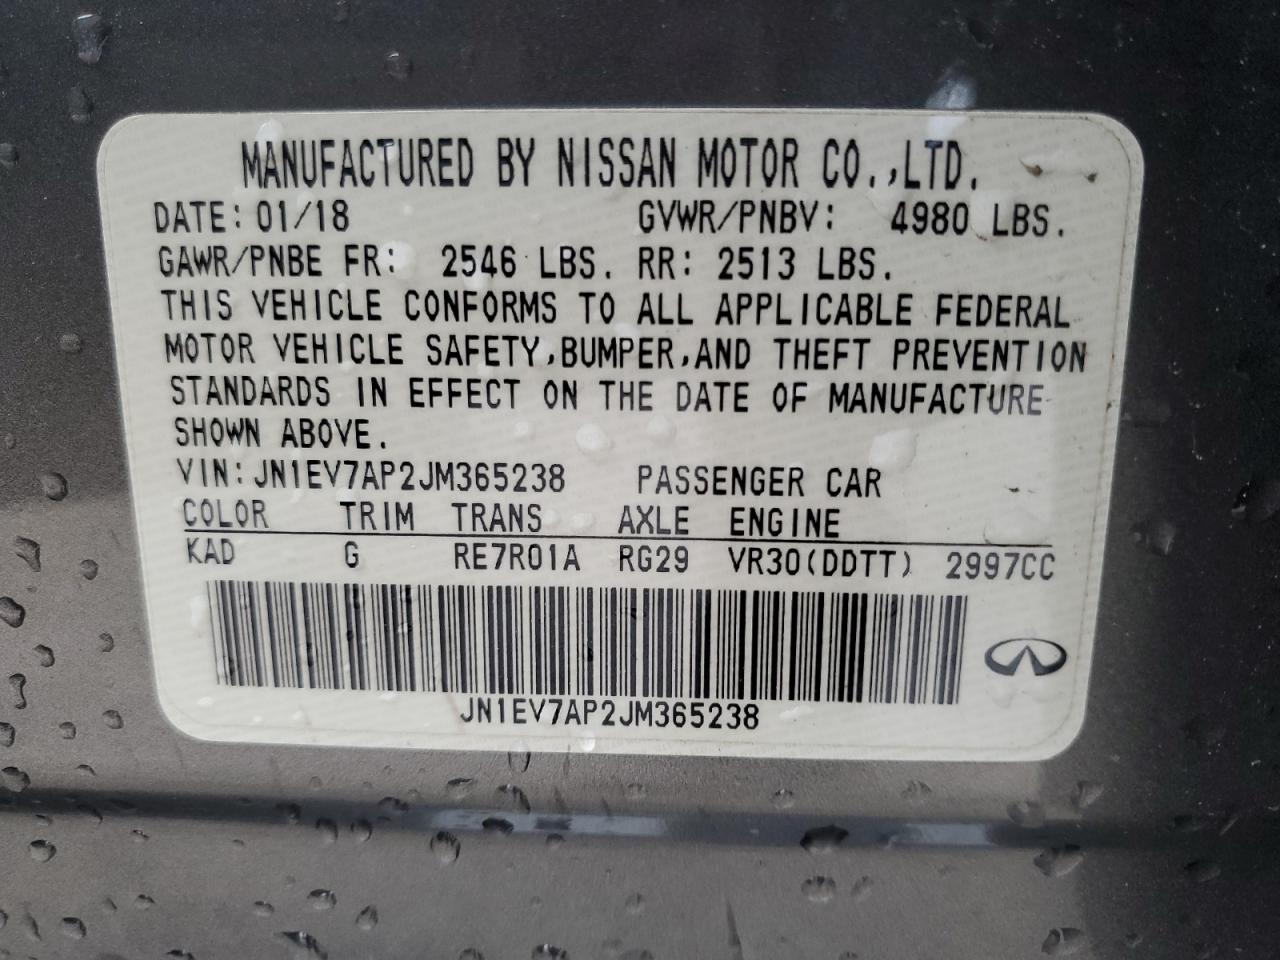 MANUFACTURED BY NISSAN MOTOR CO.,LTD.
DATE: 01/18 GVWR/PNBV: 4980 LBS.
GAWR/PNBE FR: 2546 LBS. RR: 2513 LBS.
THIS VEHICLE CONFORMS TO ALL APPLICABLE FEDERAL
MOTOR VEHICLE SAFETY,BUMPER,AND THEFT PREVENTION
STANDARDS IN EFFECT ON THE DATE OF MANUFACTURE
SHOWN ABOVE.
VIN: JN1EV7AP2JM365238 PASSENGER CAR
COLOR TRIM TRANS AXLE ENGINE
KAD G RE7R01A RG29 VR30(DDTT) 2997CC
JN1EV7AP2JM365238